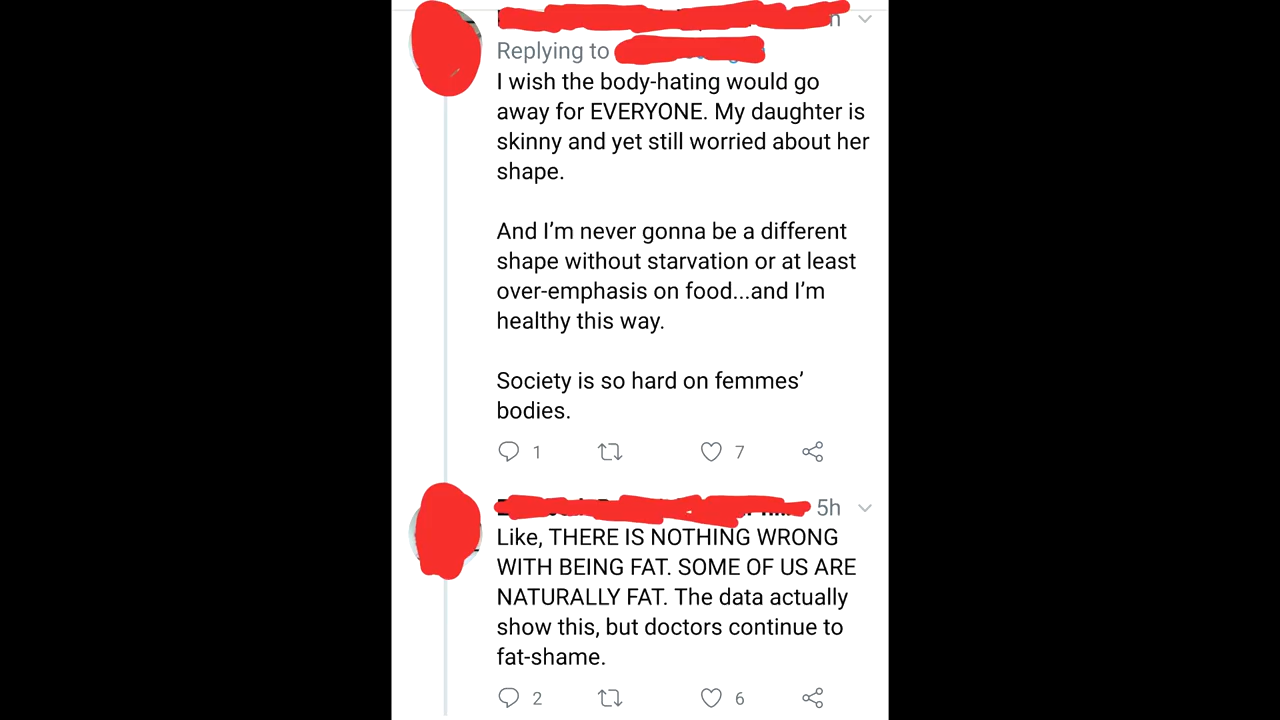 Replying to
I wish the body-hating would go
away for EVERYONE. My daughter is
skinny and yet still worried about her
shape.
And I’m never gonna be a different
shape without starvation or at least
over-emphasis on food...and I’m
healthy this way.
Society is so hard on femmes’
bodies.
1 7
5h
Like, THERE IS NOTHING WRONG
WITH BEING FAT. SOME OF US ARE
NATURALLY FAT. The data actually
show this, but doctors continue to
fat-shame.
2 6